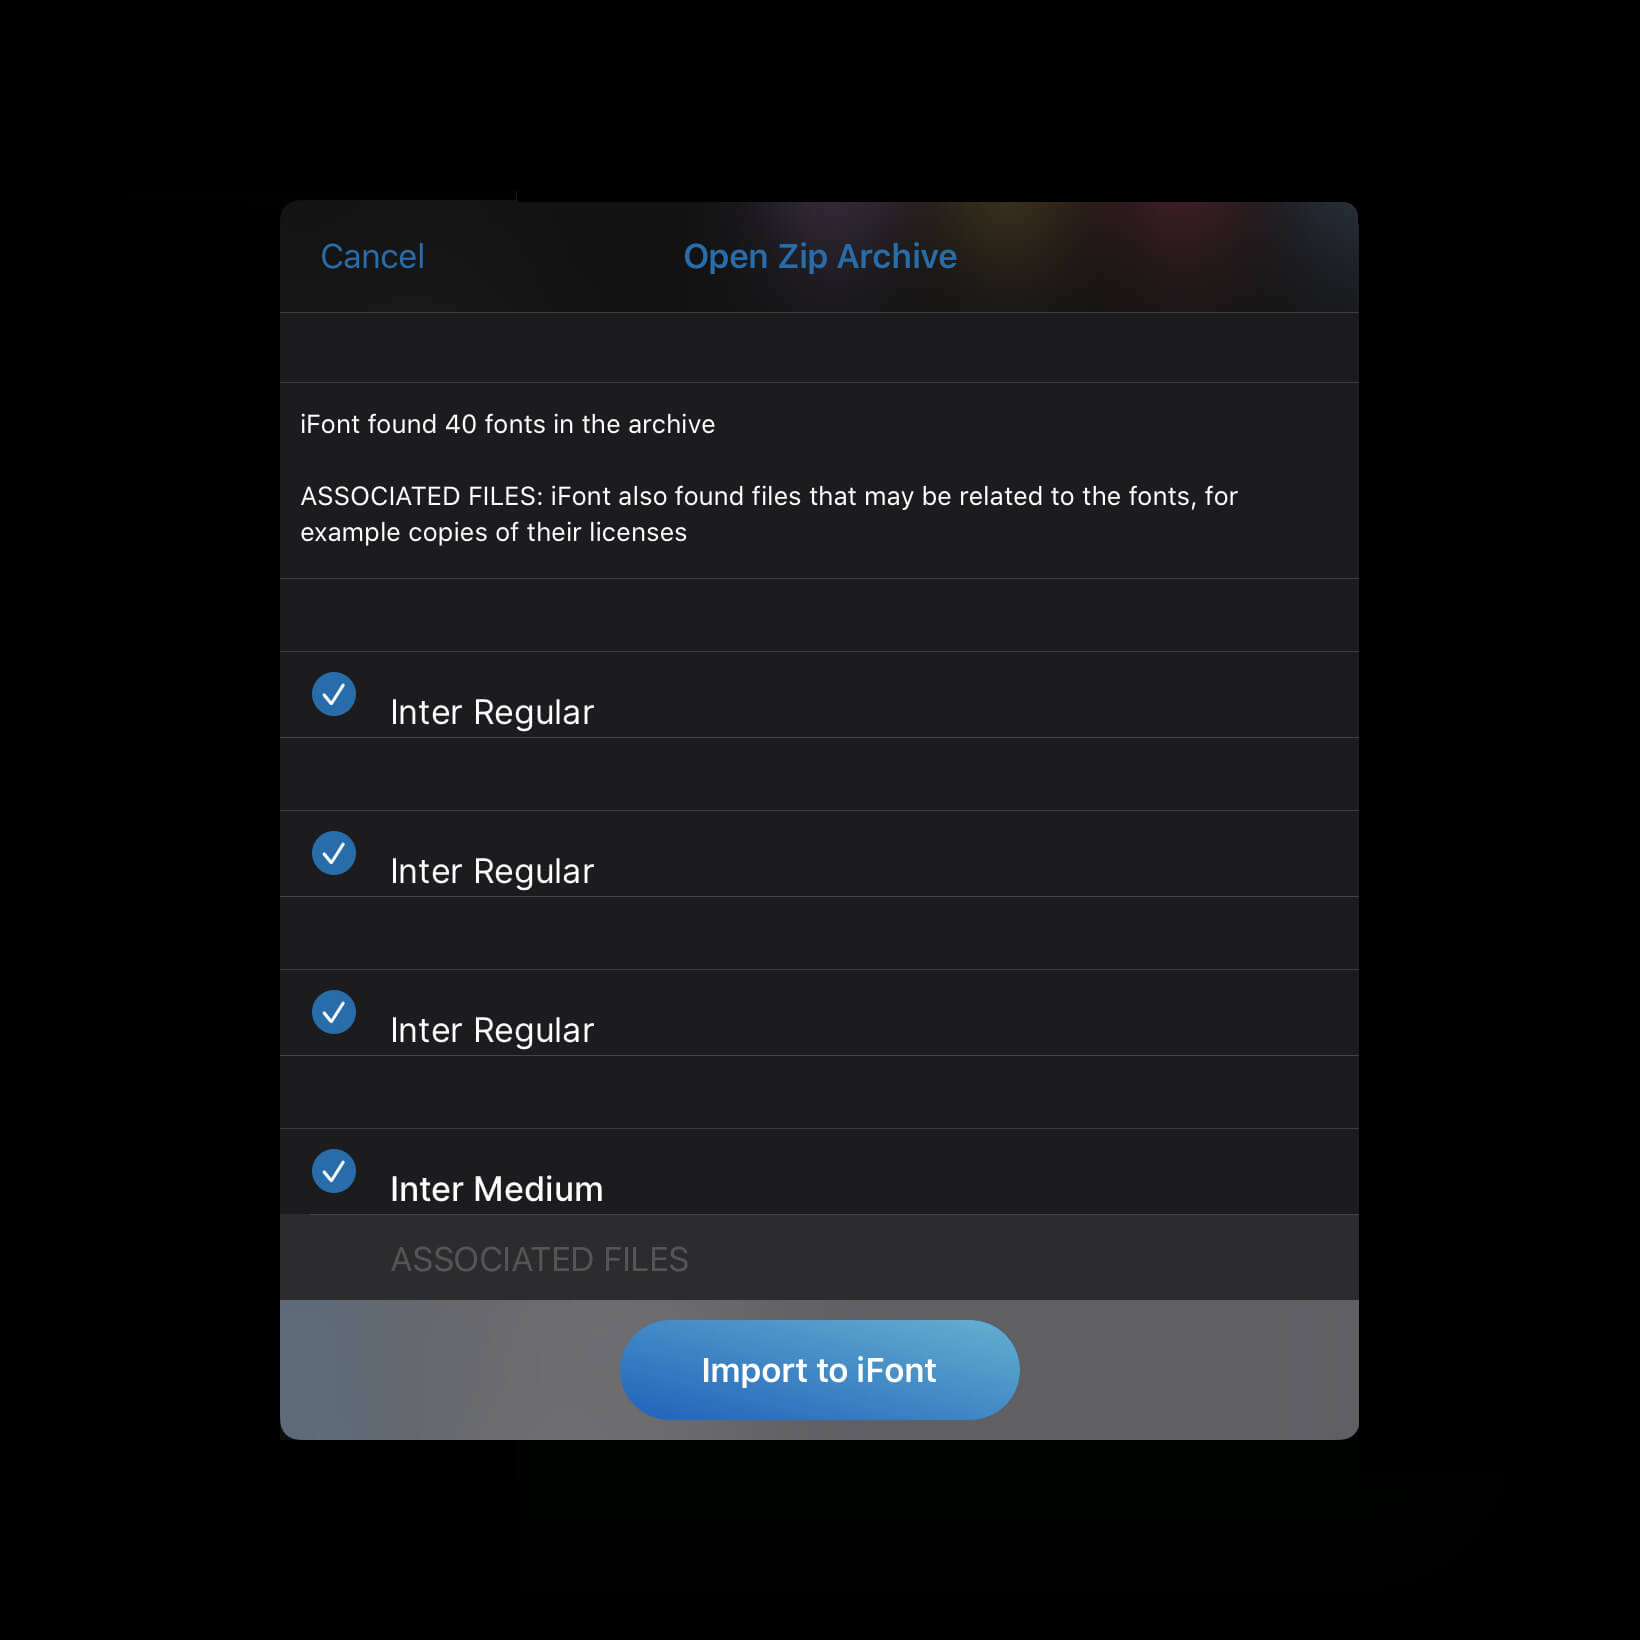 Cancel
Open Zip Archive
iFont found 40 fonts in the archive
ASSOCIATED FILES: iFont also found files that may be related to the fonts, for
example copies of their licenses
Inter Regular
Inter Regular
Inter Regular
Inter Medium
ASSOCIATED FILES
Import to iFont